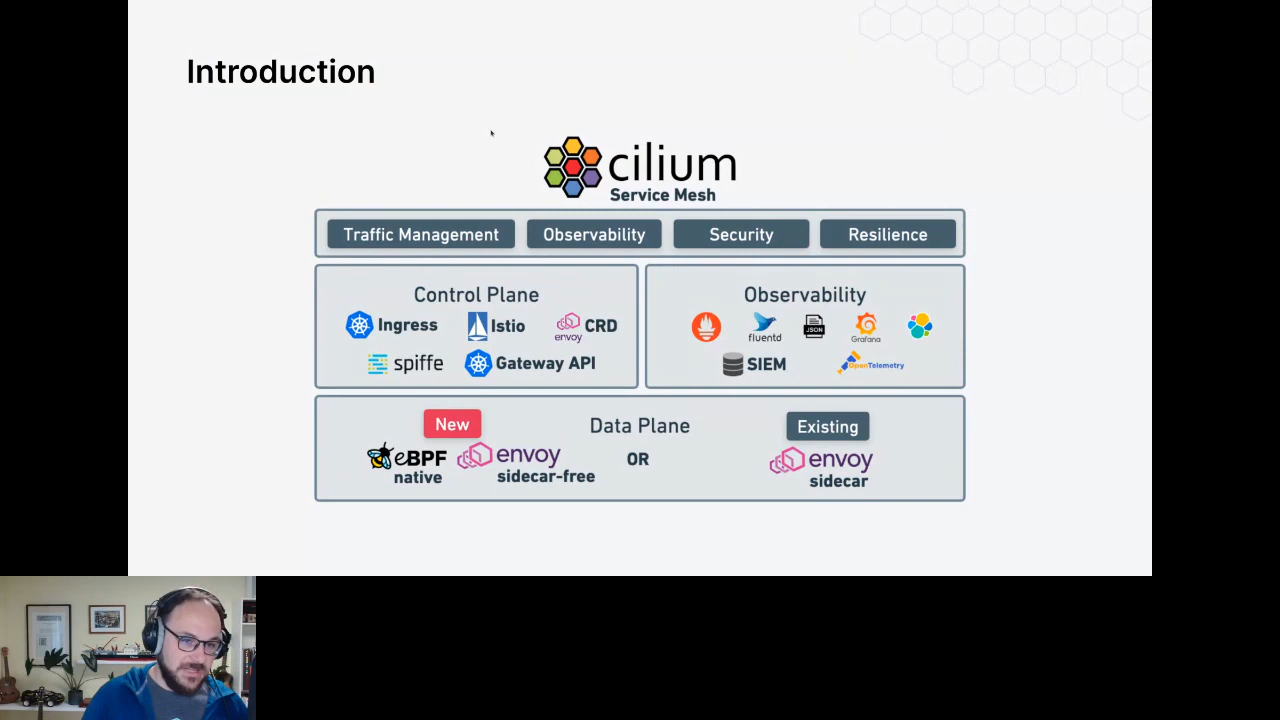 Introduction
cilium
Service Mesh
Traffic Management
Observability
Security
Resilience
Control Plane
Ingress
Istio
envoy
CRD
spiffe
Gateway API
Observability
fluentd
JSON
Grafana
SIEM
OpenTelemetry
Data Plane
New
eBPF
native
envoy
sidecar-free
OR
Existing
envoy
sidecar